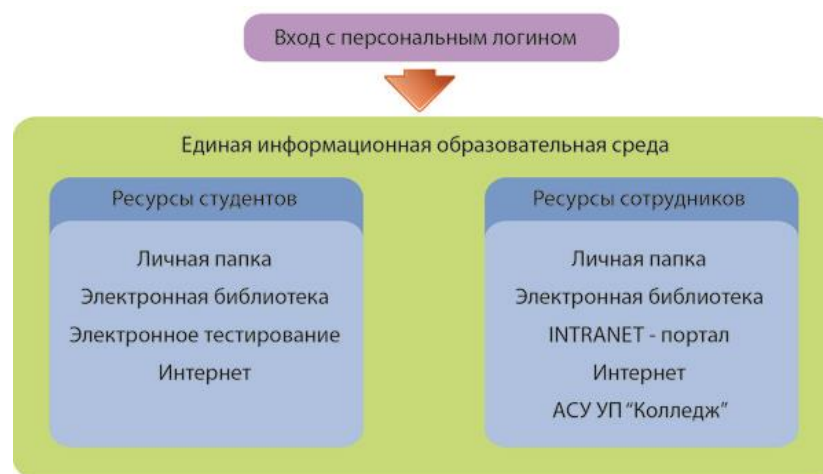 Вход с персональным логином
Единая информационная образовательная среда
Ресурсы студентов
Личная папка
Электронная библиотека
Электронное тестирование
Интернет
Ресурсы сотрудников
Личная папка
Электронная библиотека
INTRANET - портал
Интернет
АСУ УП “Колледж”